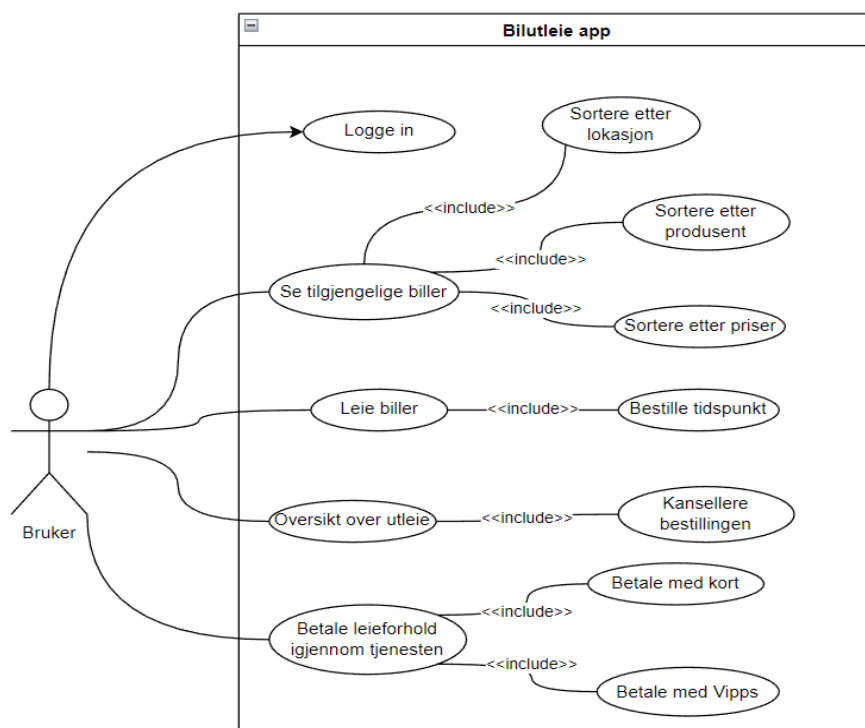 Bilutleie app
Logge in
Sortere etter
lokasjon
<<include>>
Sortere etter
produsent
<<include>>
Se tilgjengelige biller
<<include>>
Sortere etter priser
Leie biller
<<include>>
Bestille tidspunkt
Bruker
Oversikt over utleie
<<include>>
Kansellere
bestillingen
Betale leieforhold
igjennom tjenesten
<<include>>
Betale med kort
<<include>>
Betale med Vipps